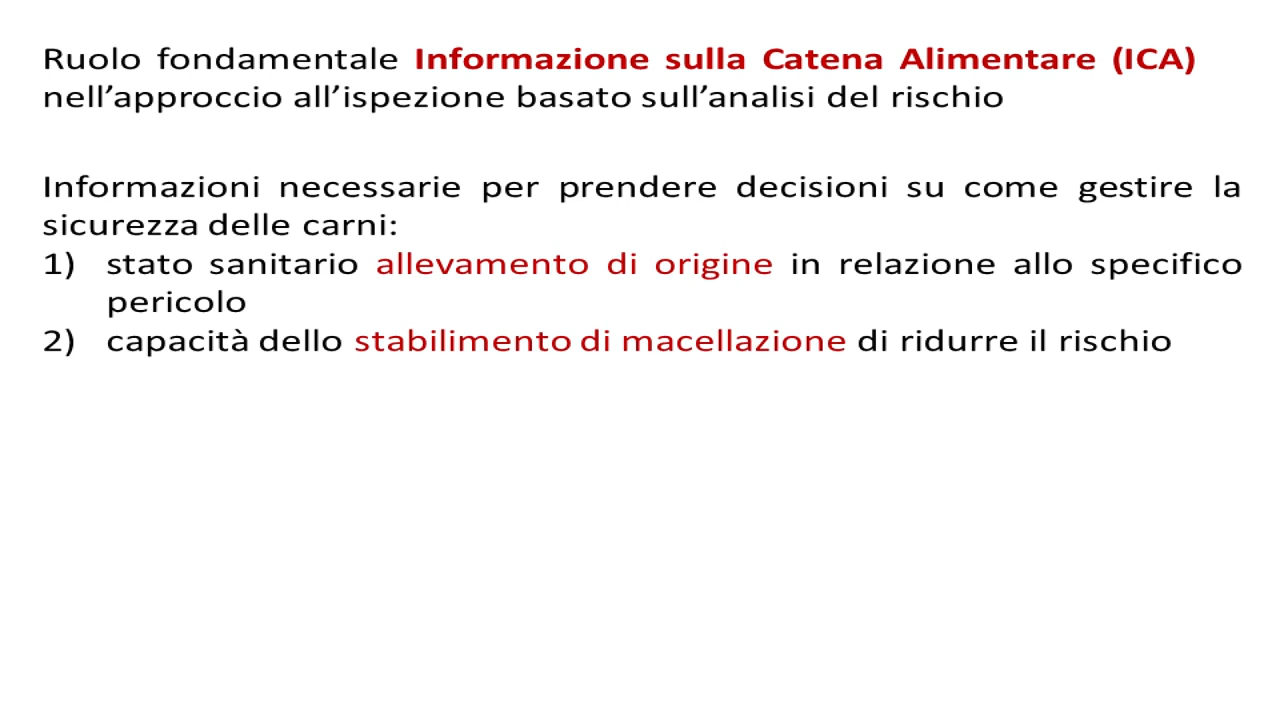 Ruolo fondamentale Informazione sulla Catena Alimentare (ICA)
nell’approccio all’ispezione basato sull’analisi del rischio
Informazioni necessarie per prendere decisioni su come gestire la
sicurezza delle carni:
1) stato sanitario allevamento di origine in relazione allo specifico
pericolo
2) capacità dello stabilimento di macellazione di ridurre il rischio